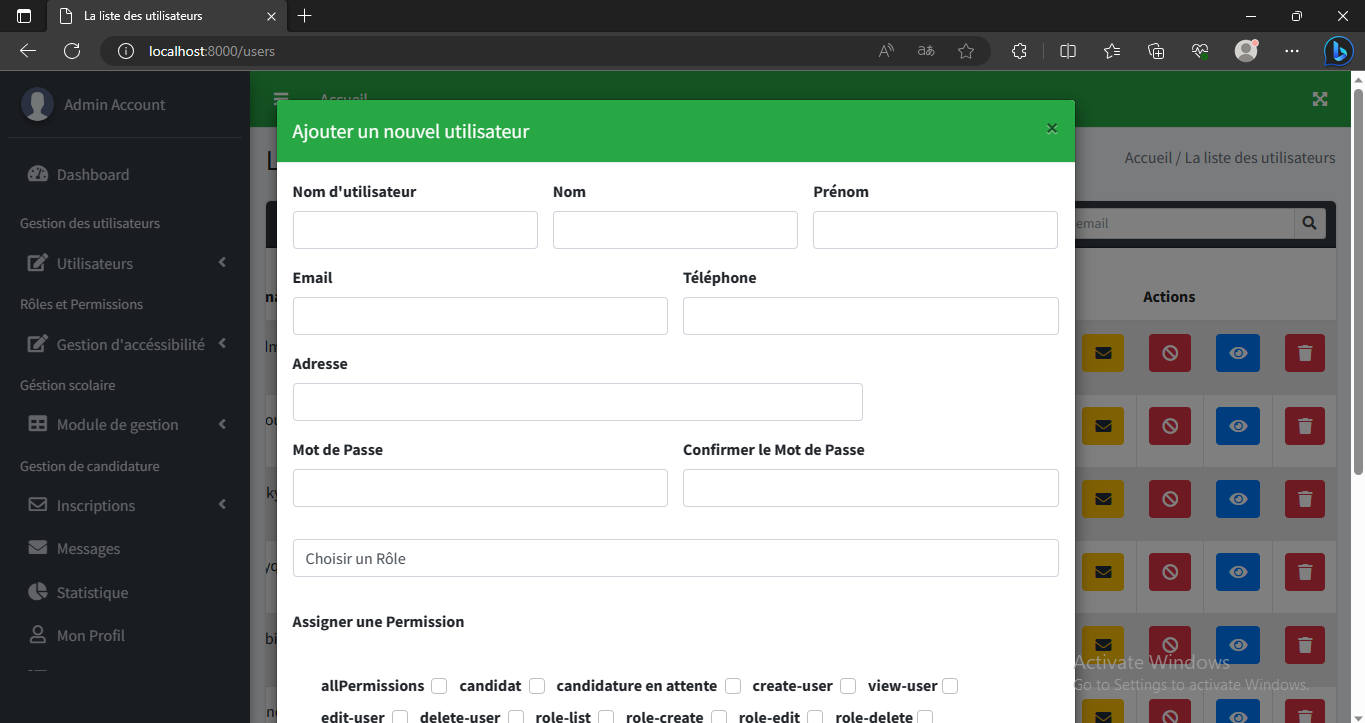 La liste des utilisateurs
localhost:8000/users
Admin Account
Accueil
Ajouter un nouvel utilisateur
Accueil / La liste des utilisateurs
Dashboard
Gestion des utilisateurs
Utilisateurs
Rôles et Permissions
Gestion d'accéssibilité
Géstion scolaire
Module de gestion
Gestion de candidature
Inscriptions
Messages
Statistique
Mon Profil
Nom d'utilisateur Nom Prénom
email
Email Téléphone
Actions
Adresse
Mot de Passe Confirmer le Mot de Passe
Choisir un Rôle
Assigner une Permission
allPermissions candidat candidature en attente create-user view-user
edit-user delete-user role-list role-create role-edit role-delete
Activate Windows
Go to Settings to activate Windows.